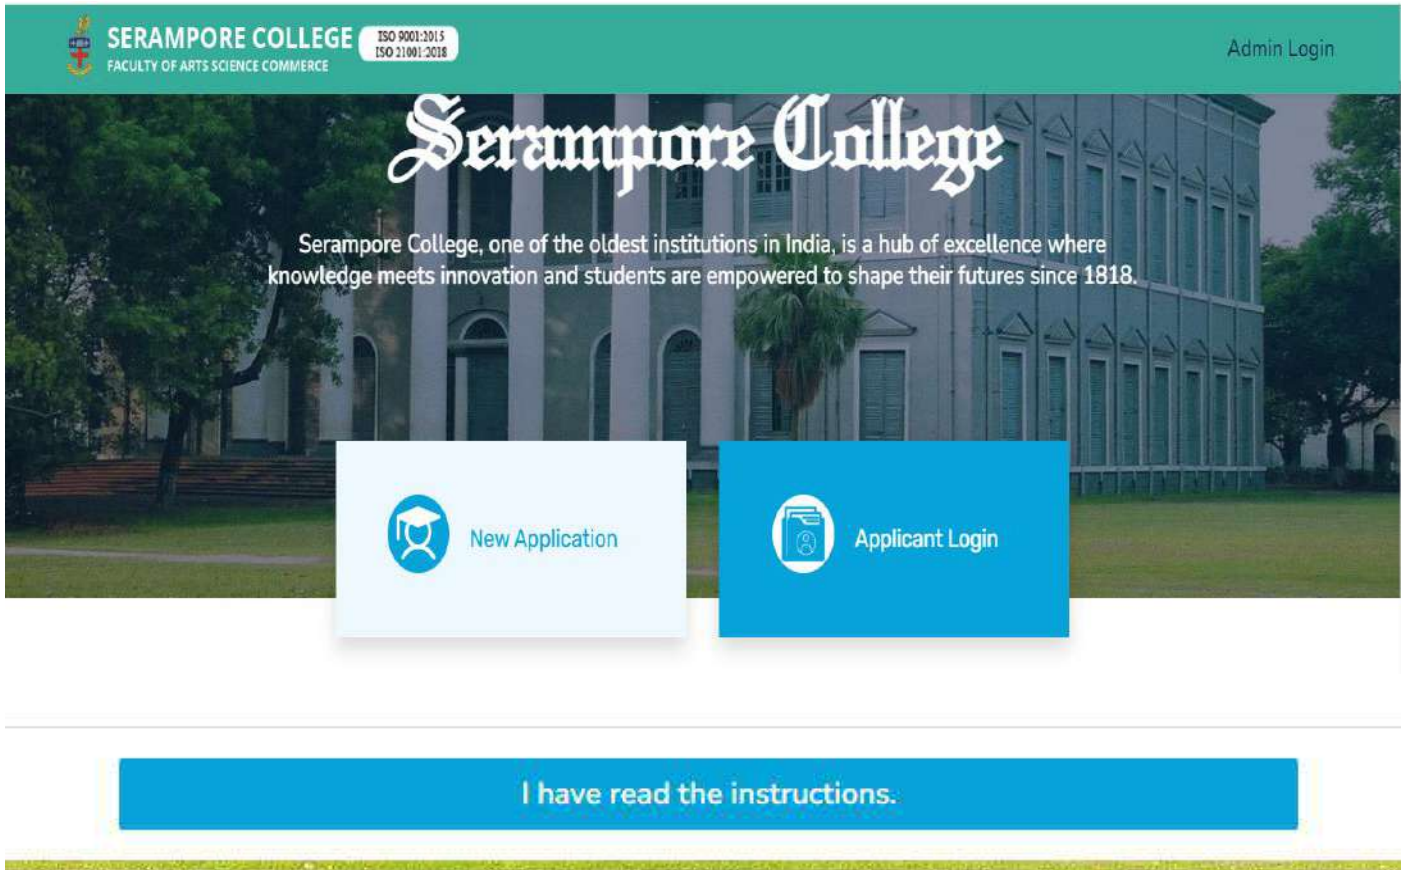 SERAMPORE COLLEGE
FACULTY OF ARTS SCIENCE COMMERCE
ISO 9001:2015
ISO 21001:2018
Admin Login
Serampore College
Serampore College, one of the oldest institutions in India, is a hub of excellence where
knowledge meets innovation and students are empowered to shape their futures since 1818.
New Application
Applicant Login
I have read the instructions.